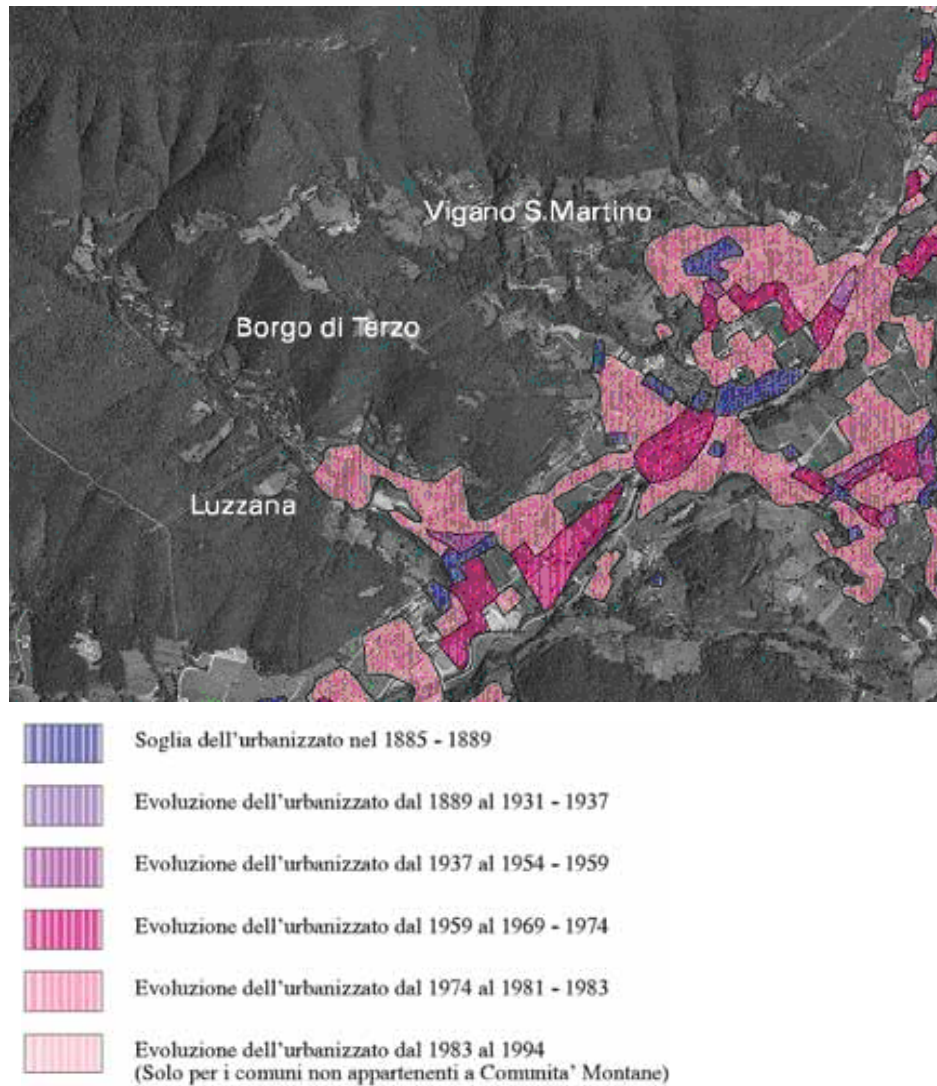 Vigano S.Martino
Borgo di Terzo
Luzzana
Soglia dell'urbanizzato nel 1885 - 1889
Evoluzione dell'urbanizzato dal 1889 al 1931 - 1937
Evoluzione dell'urbanizzato dal 1937 al 1954 - 1959
Evoluzione dell'urbanizzato dal 1959 al 1969 - 1974
Evoluzione dell'urbanizzato dal 1974 al 1981 - 1983
Evoluzione dell'urbanizzato dal 1983 al 1994
(Solo per i comuni non appartenenti a Comunita' Montane)